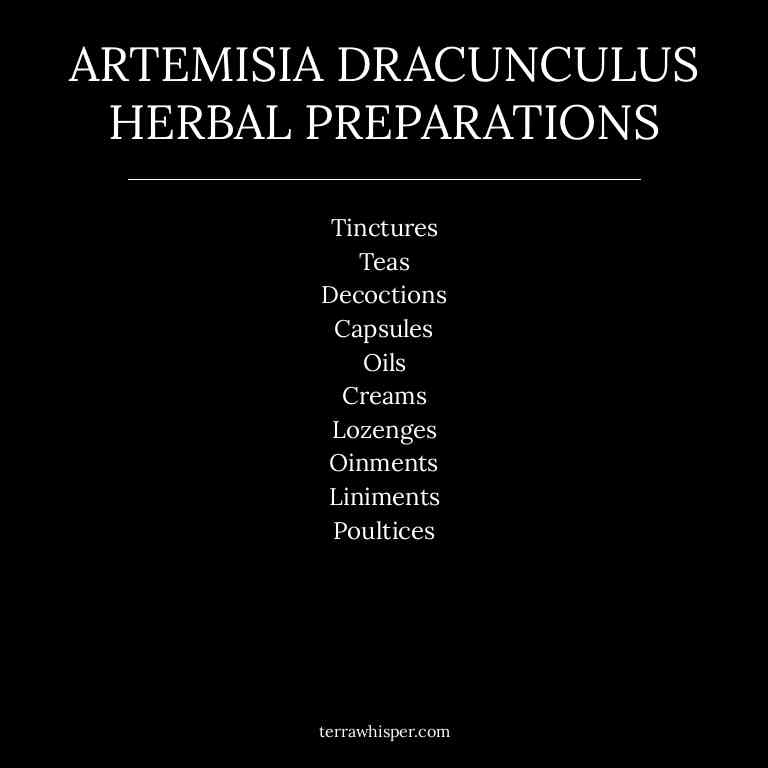 ARTEMISIA DRACUNCULUS
HERBAL PREPARATIONS
Tinctures
Teas
Decoctions
Capsules
Oils
Creams
Lozenges
Oinments
Liniments
Poultices
terrawhisper.com